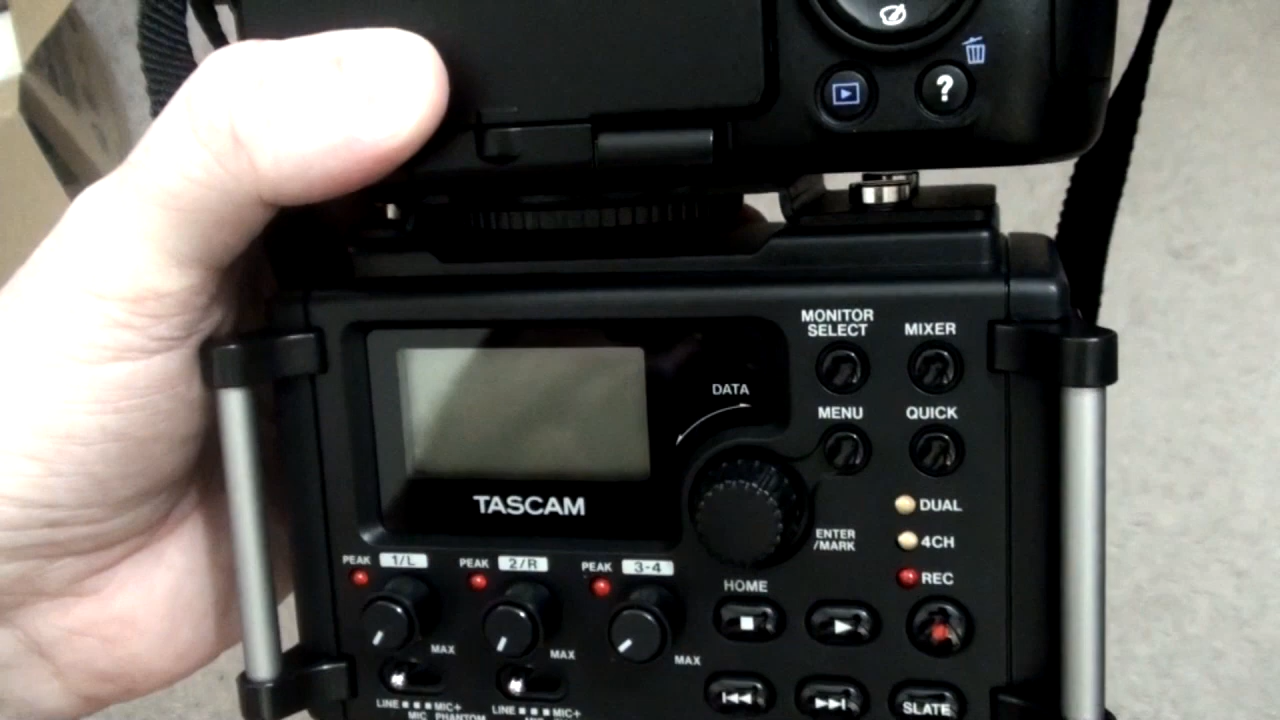 ?
MONITOR
SELECT
MIXER
DATA
MENU
QUICK
TASCAM
DUAL
ENTER
/MARK
4CH
PEAK
1/L
PEAK
2/R
PEAK
3-4
REC
HOME
MAX
MAX
MAX
LINE
MIC+
MIC
PHANTOM
LINE
MIC+
SLATE